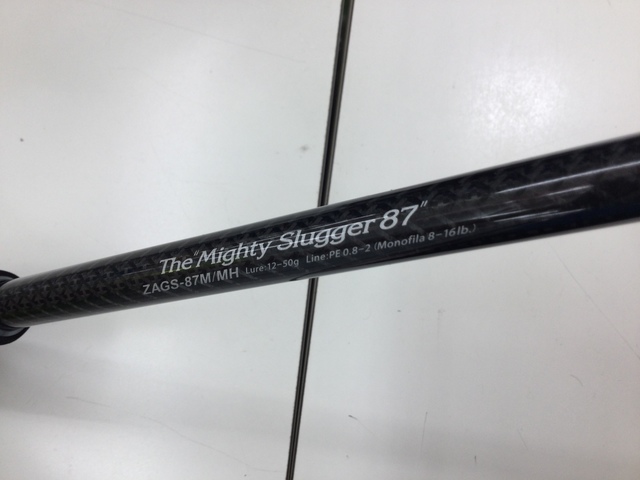 The "Mighty Slugger 87"
ZAGS-87M/MH Lure:12-50g Line:PE 0.8-2 (Monofila 8-16lb.)